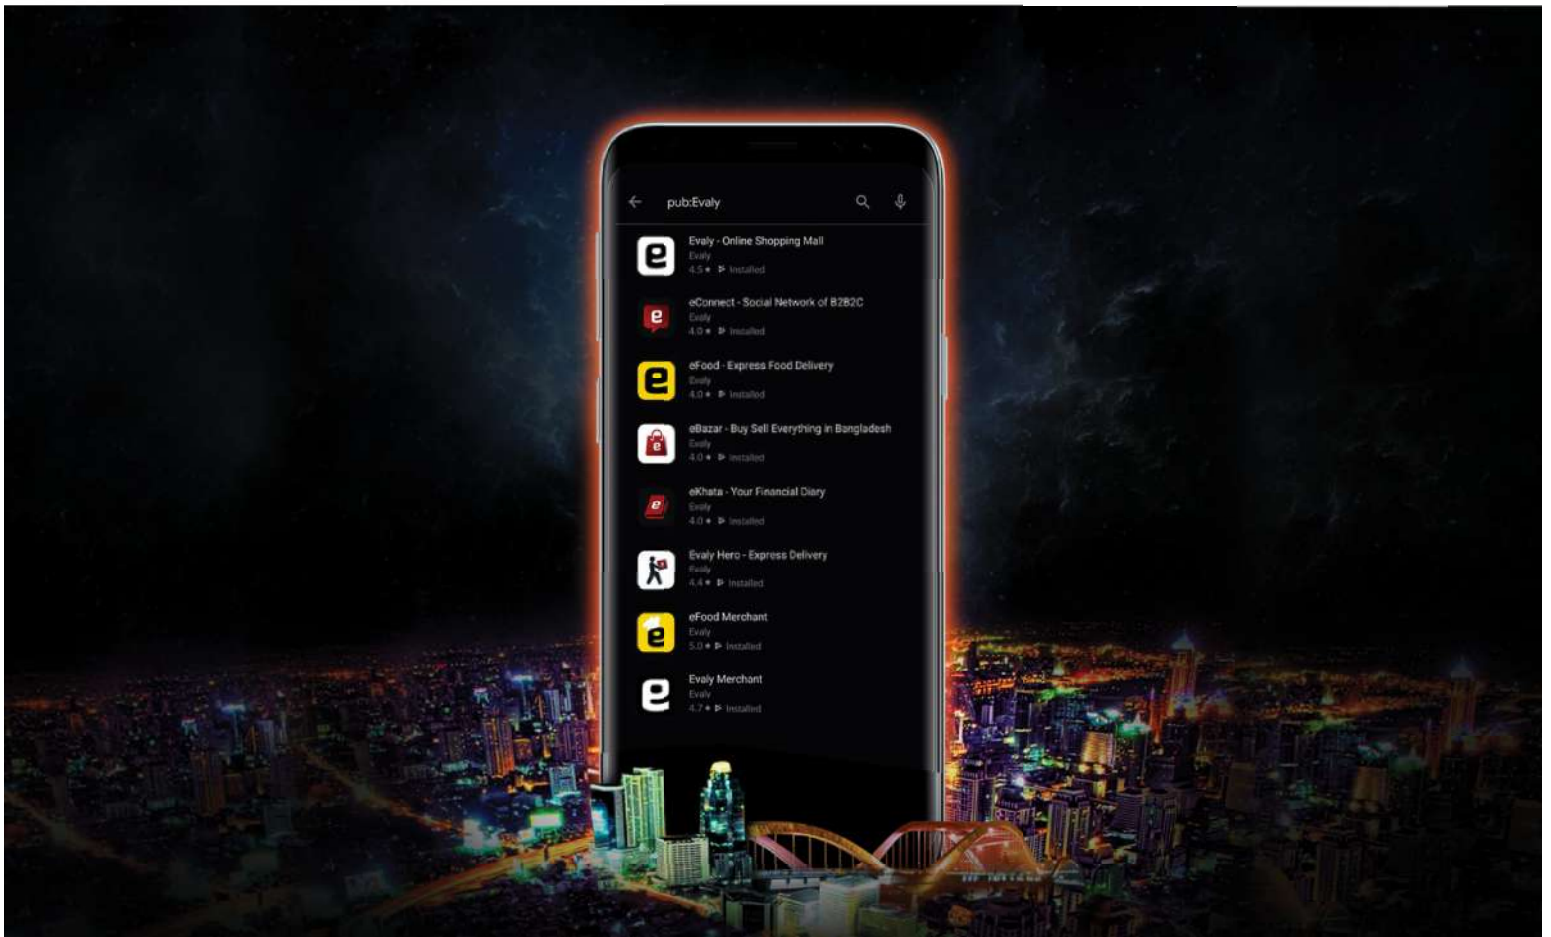 pub:Evaly
Evaly - Online Shopping Mall
Evaly
4.5 ★ Installed
eConnect - Social Network of B2B2C
Evaly
4.0 ★ Installed
eFood - Express Food Delivery
Evaly
4.0 ★ Installed
eBazar - Buy Sell Everything in Bangladesh
Evaly
4.0 ★ Installed
eKhata - Your Financial Diary
Evaly
4.0 ★ Installed
Evaly Hero - Express Delivery
Evaly
4.4 ★ Installed
eFood Merchant
Evaly
5.0 ★ Installed
Evaly Merchant
Evaly
4.7 ★ Installed